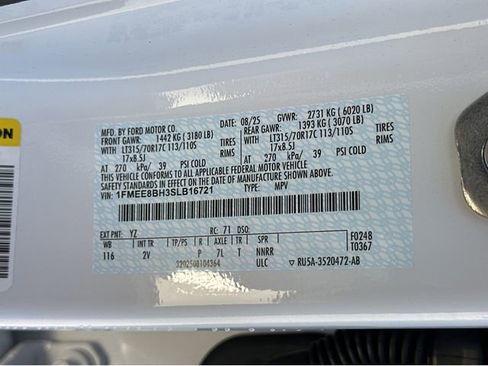 ON
MFD. BY FORD MOTOR CO. 08/25 GVWR: 2731 KG ( 6020 LB)
FRONT GAWR: 1442 KG ( 3180 LB) REAR GAWR: 1393 KG ( 3070 LB)
WITH LT315/70R17C 113/110S TIRES WITH LT315/70R17C 113/110S TIRES
17x8.5J RIMS 17x8.5J RIMS
AT 270 kPa/ 39 PSI COLD AT 270 kPa/ 39 PSI COLD
THIS VEHICLE CONFORMS TO ALL APPLICABLE FEDERAL MOTOR VEHICLE
SAFETY AND THEFT PREVENTION STANDARDS IN EFFECT ON THE DATE OF MANUFACTURE SHOWN ABOVE.
VIN: 1FMEE8BH3SLB16721 TYPE: MPV
EXT PNT: YZ RC: 71 DSO: F0248
WB INT TR TP/PS R AXLE TR SPR T0367
116 2V P 7L T NNRR
3202500104364 ULC ▽ RU5A-3520472-AB